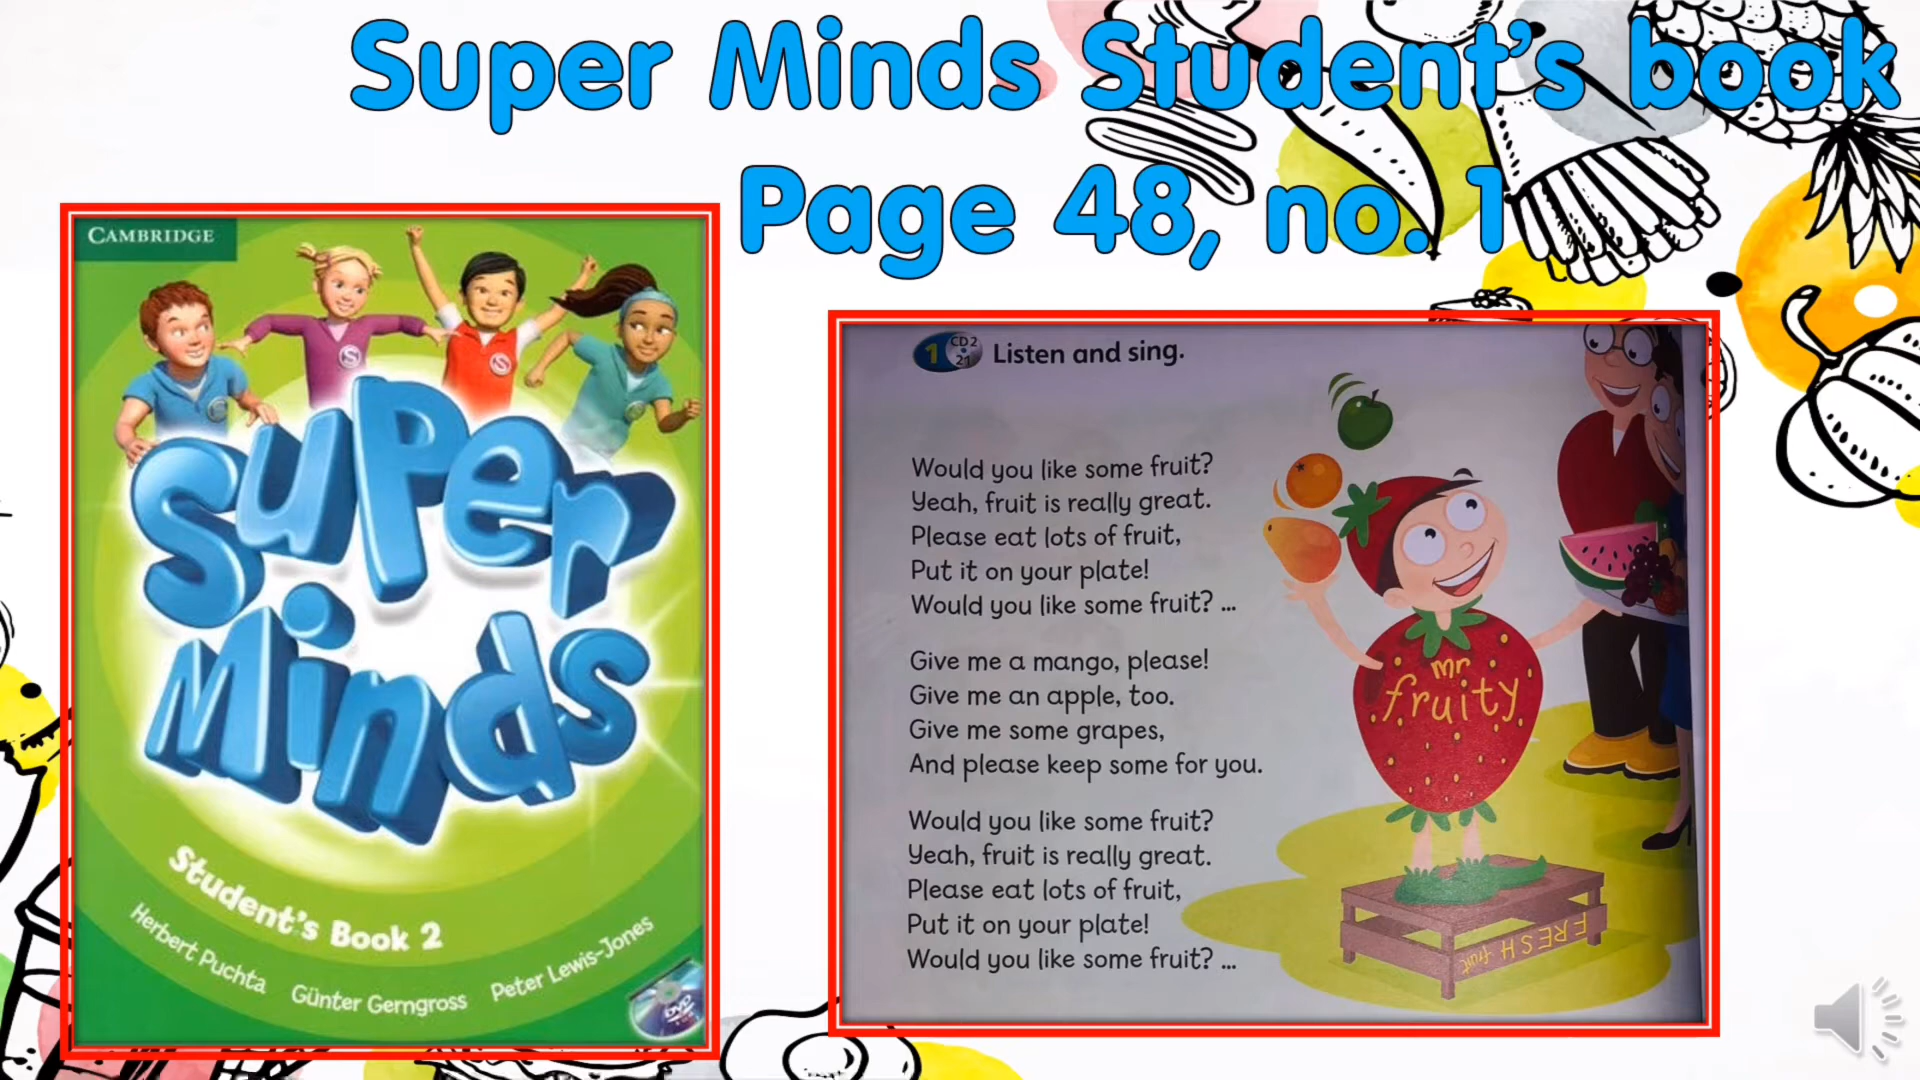 Super Minds Student's book
Page 48, no. 1
CAMBRIDGE
S
S
Super
Minds
Student's Book 2
Herbert Puchta
Günter Gerngross
Peter Lewis-Jones
DVD
1
CD2
21
Listen and sing.
Would you like some fruit?
Yeah, fruit is really great.
Please eat lots of fruit,
Put it on your plate!
Would you like some fruit? ...
Give me a mango, please!
Give me an apple, too.
Give me some grapes,
And please keep some for you.
Would you like some fruit?
Yeah, fruit is really great.
Please eat lots of fruit,
Put it on your plate!
Would you like some fruit? ...
mr
fruity
FRESH
fruit